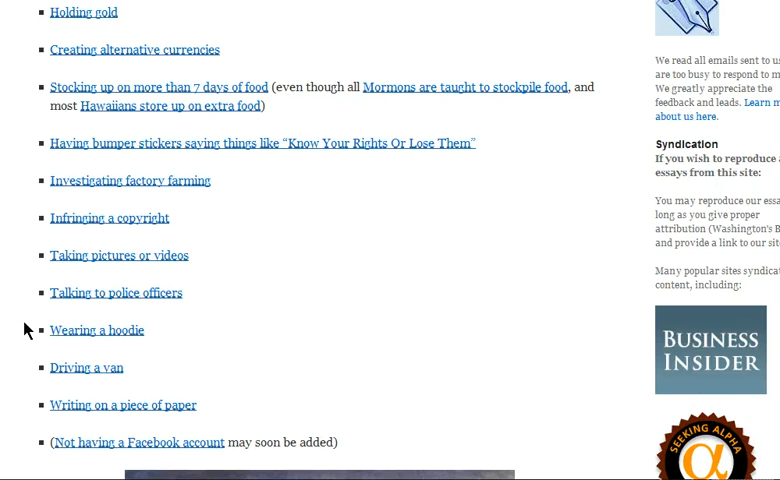 Holding gold
Creating alternative currencies
Stocking up on more than 7 days of food (even though all Mormons are taught to stockpile food, and
most Hawaiians store up on extra food)
Having bumper stickers saying things like “Know Your Rights Or Lose Them”
Investigating factory farming
Infringing a copyright
Taking pictures or videos
Talking to police officers
Wearing a hoodie
Driving a van
Writing on a piece of paper
(Not having a Facebook account may soon be added)
We read all emails sent to us
are too busy to respond to m
We greatly appreciate the
feedback and leads. Learn m
about us here.
Syndication
If you wish to reproduce a
essays from this site:
You may reproduce our essa
long as you give proper
attribution (Washington's B
and provide a link to our sit
Many popular sites syndicat
content, including:
BUSINESS
INSIDER
SEEKING ALPHA
α